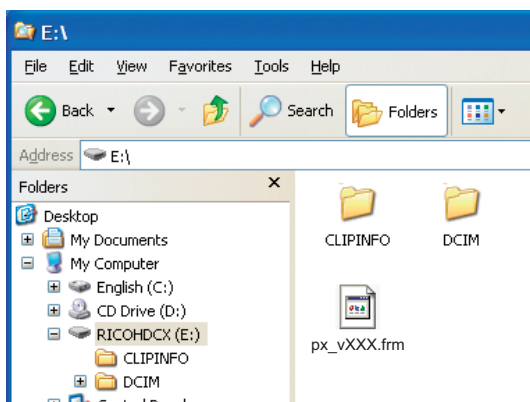 E:\
File Edit View Favorites Tools Help
Back Search Folders
Address E:\
Folders
Desktop
My Documents
My Computer
English (C:)
CD Drive (D:)
RICOHDCX (E:)
CLIPINFO
DCIM
CLIPINFO DCIM
px_vXXX.frm